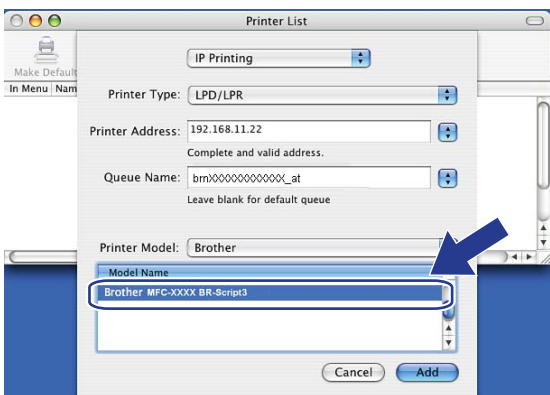 Printer List
IP Printing
Make Default
In Menu Nam
Printer Type: LPD/LPR
Printer Address: 192.168.11.22
Complete and valid address.
Queue Name: brnXXXXXXXXXXXX_at
Leave blank for default queue
Printer Model: Brother
Model Name
Brother MFC-XXXX BR-Script3
Cancel Add